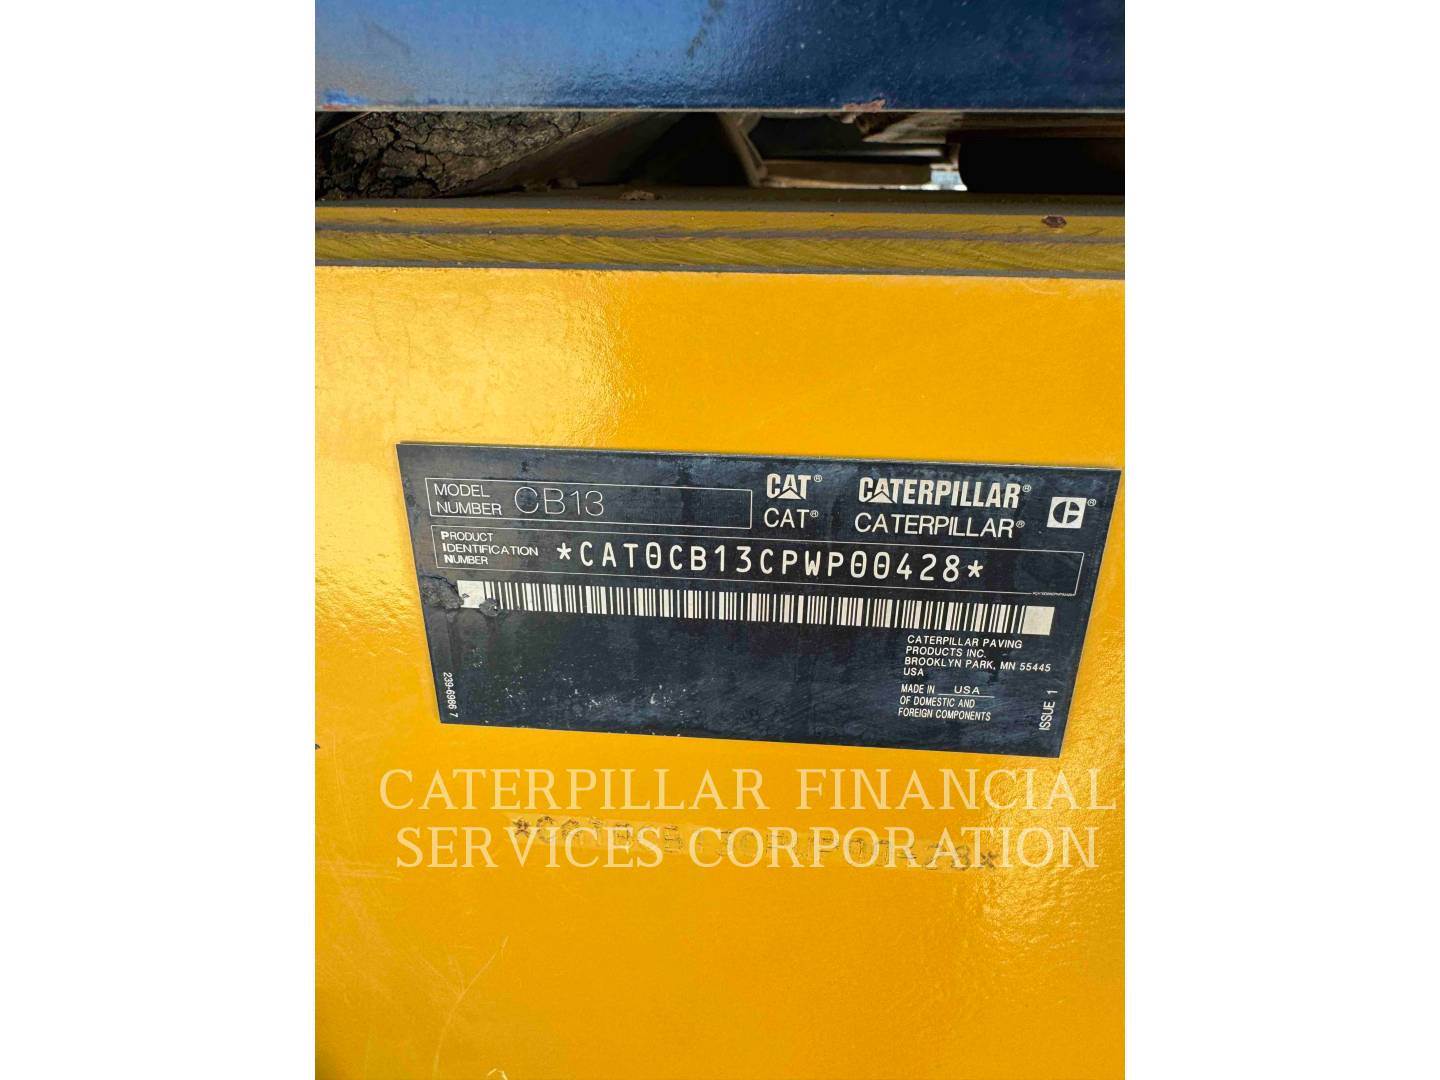 MODEL NUMBER CB13
CAT® CATERPILLAR®
CAT® CATERPILLAR®
PRODUCT IDENTIFICATION NUMBER *CAT0CB13CPWP00428*
CATERPILLAR PAVING
PRODUCTS INC.
BROOKLYN PARK, MN 55445
USA
MADE IN USA
OF DOMESTIC AND
FOREIGN COMPONENTS
239-6966 7
ISSUE 1
CATERPILLAR FINANCIAL
SERVICES CORPORATION